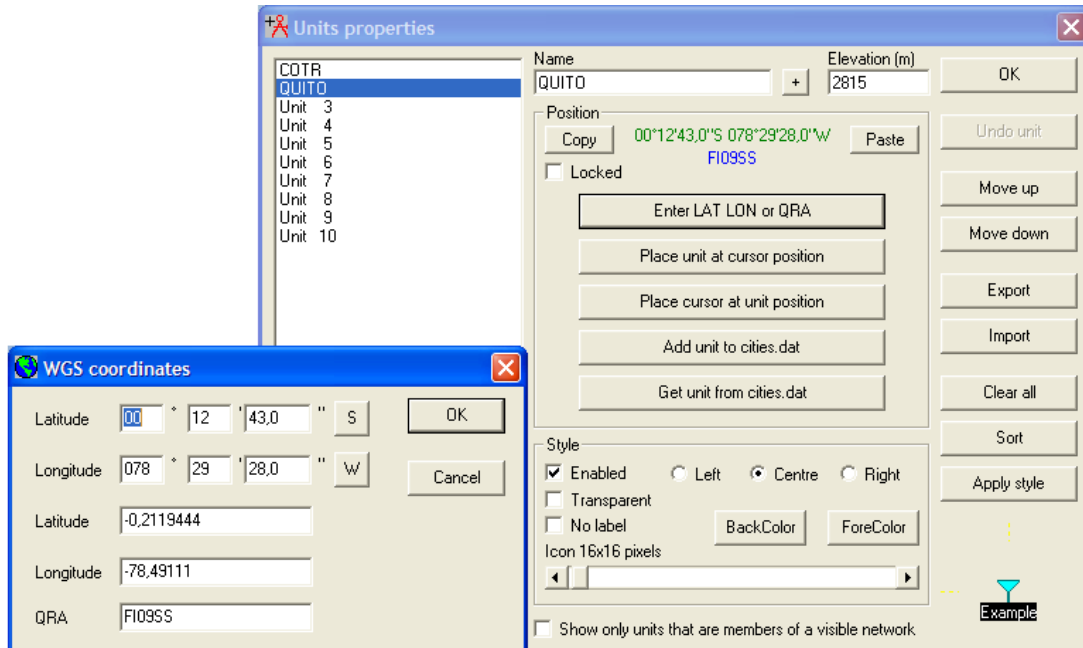 Units properties
COTR
QUITO
Unit 3
Unit 4
Unit 5
Unit 6
Unit 7
Unit 8
Unit 9
Unit 10
Name
QUITO
+
Elevation (m)
2815
Position
Copy
00°12'43,0''S 078°29'28,0''W
FI09SS
Paste
Locked
Enter LAT LON or QRA
Place unit at cursor position
Place cursor at unit position
Add unit to cities.dat
Get unit from cities.dat
Style
Enabled
Left
Centre
Right
Transparent
No label
BackColor
ForeColor
Icon 16x16 pixels
Show only units that are members of a visible network
OK
Undo unit
Move up
Move down
Export
Import
Clear all
Sort
Apply style
Example
WGS coordinates
Latitude 00 ° 12 ' 43,0 '' S
Longitude 078 ° 29 ' 28,0 '' W
Latitude -0,2119444
Longitude -78,49111
QRA FI09SS
OK
Cancel